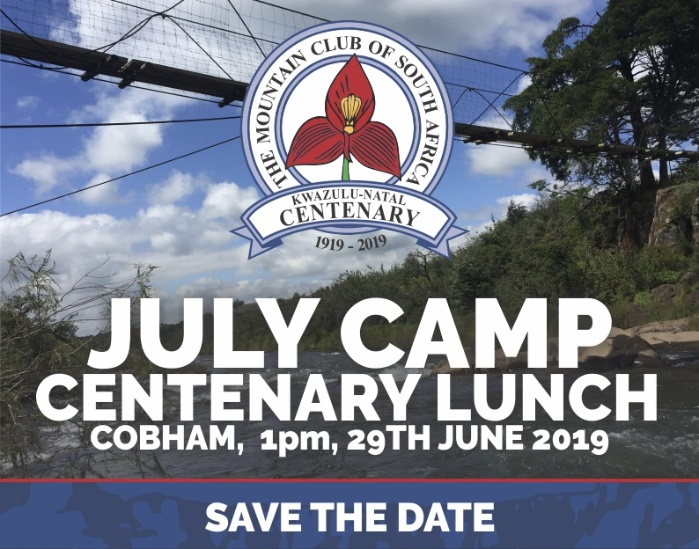 THE MOUNTAIN CLUB OF SOUTH AFRICA
KWAZULU-NATAL
CENTENARY
1919 - 2019
JULY CAMP
CENTENARY LUNCH
COBHAM, 1pm, 29TH JUNE 2019
SAVE THE DATE